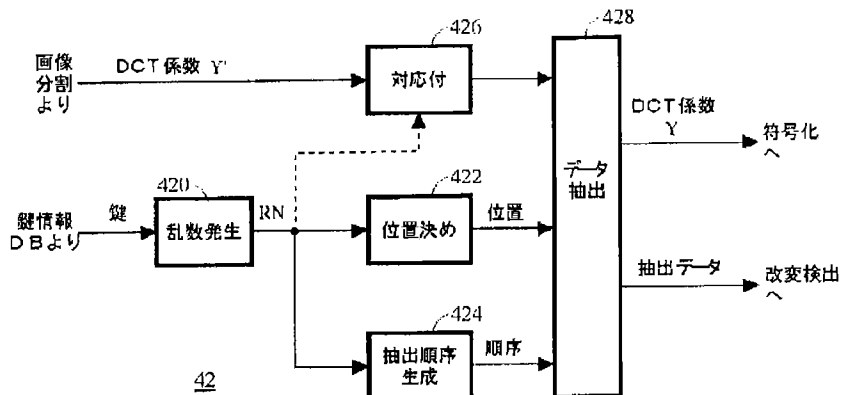 426
428
画像
分割
より
DCT係数 Y'
対応付
DCT係数
Y
符号化
へ
420
422
データ
抽出
鍵情報
DBより
鍵
乱数発生
RN
位置決め
位置
抽出データ
改変検出
へ
424
抽出順序
生成
順序
42